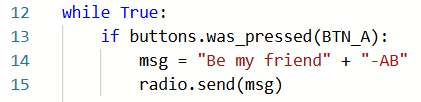 12 while True:
13     if buttons.was_pressed(BTN_A):
14         msg = "Be my friend" + "-AB"
15         radio.send(msg)